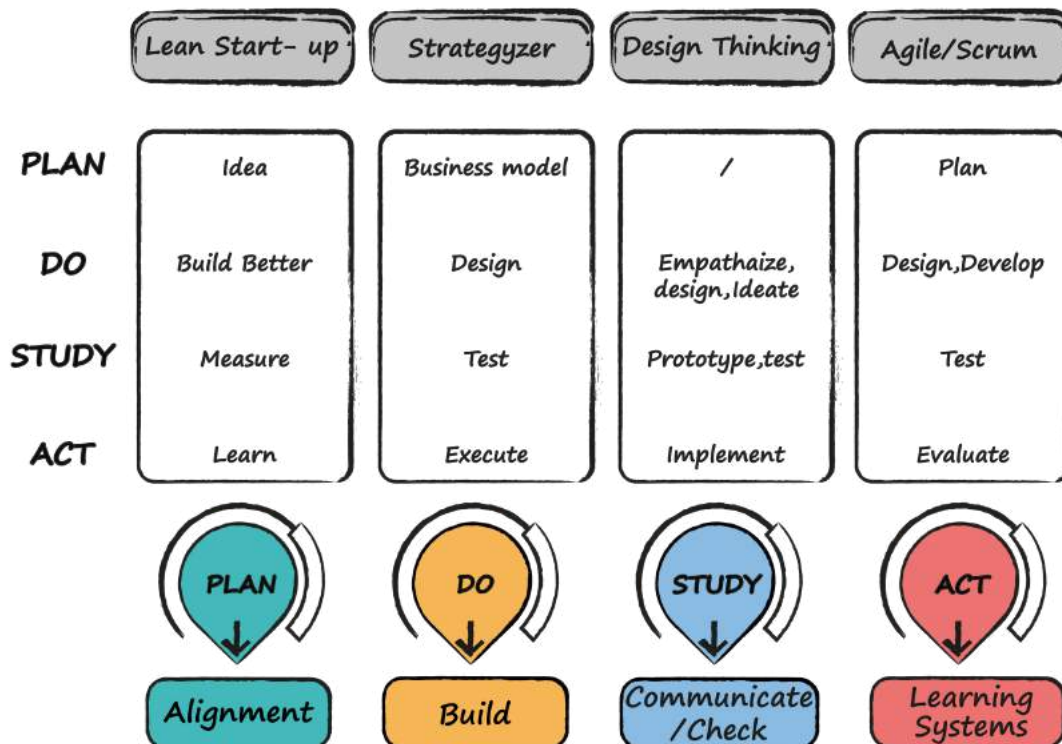 Lean Start- up
Strategyzer
Design Thinking
Agile/Scrum
PLAN
Idea
Business model
/
Plan
DO
Build Better
Design
Empathaize,
design,Ideate
Design,Develop
STUDY
Measure
Test
Prototype,test
Test
ACT
Learn
Execute
Implement
Evaluate
PLAN
DO
STUDY
ACT
Alignment
Build
Communicate
/Check
Learning
Systems